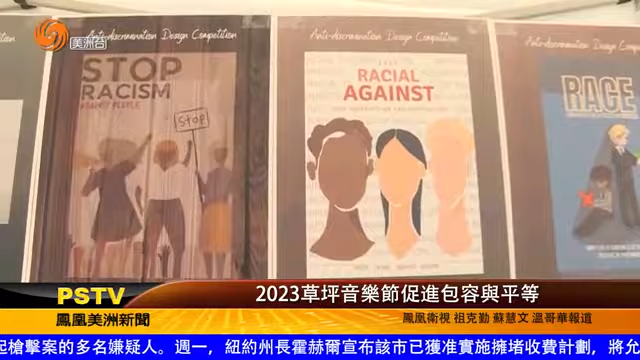 美洲台
Anti-discrimination Design Competition
STOP
RACISM
AGAINST PEOPLE
Stop
Anti-discrimination Design Competition
RACIAL
AGAINST
Anti-discrimination Design
RACE
PSTV
2023草坪音樂節促進包容與平等
鳳凰美洲新聞
鳳凰衛視 祖克勤 蘇慧文 溫哥華報道
起槍擊案的多名嫌疑人。週一，紐約州長霍赫爾宣布該市已獲准實施擁堵收費計劃，將允